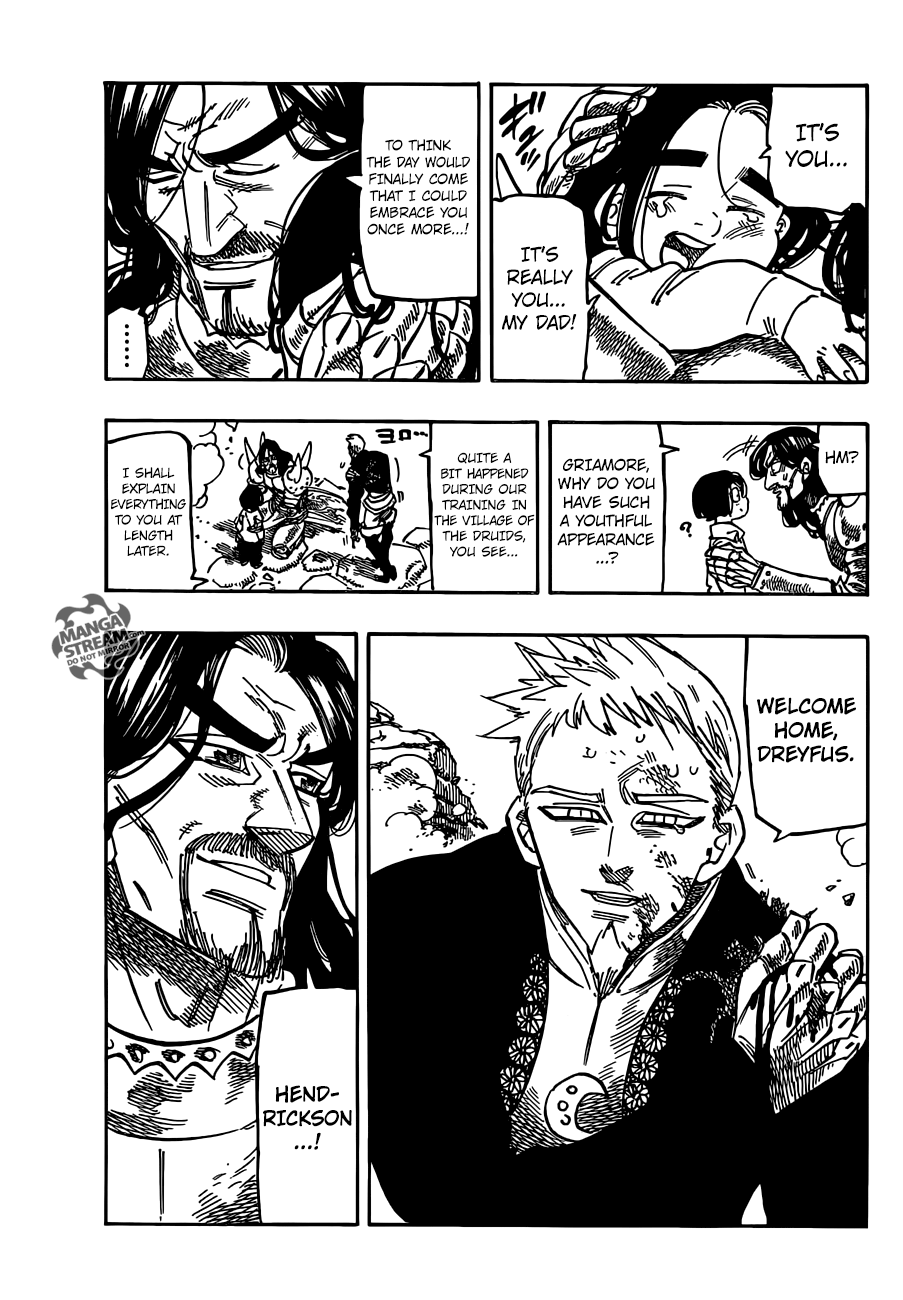 IT'S
YOU...
IT'S
REALLY
YOU...
MY DAD!
TO THINK
THE DAY WOULD
FINALLY COME
THAT I COULD
EMBRACE YOU
ONCE MORE...!
HM?
?
GRIAMORE,
WHY DO YOU
HAVE SUCH
A YOUTHFUL
APPEARANCE
...?
ヨロ…
QUITE A
BIT HAPPENED
DURING OUR
TRAINING IN
THE VILLAGE OF
THE DRUIDS,
YOU SEE...
I SHALL
EXPLAIN
EVERYTHING
TO YOU AT
LENGTH
LATER.
MANGA
STREAM.com
DO NOT MIRROR
WELCOME
HOME,
DREYFUS.
HEND-
RICKSON
...!